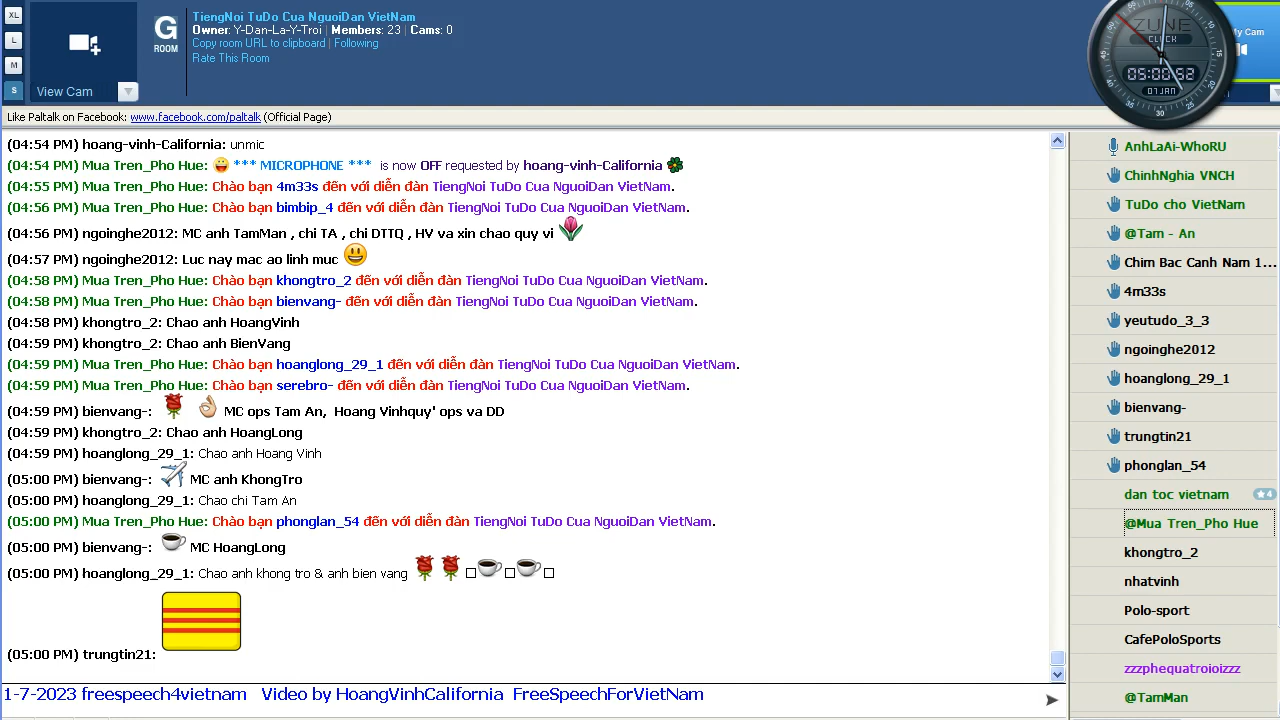 XL
L
M
S
View Cam
G
ROOM
TiengNoi TuDo Cua NguoiDan VietNam
Owner: Y-Dan-La-Y-Troi | Members: 23 | Cams: 0
Copy room URL to clipboard | Following
Rate This Room
ZUNE
CLOCK
05:00:52
07JAN
My Cam
Like Paltalk on Facebook: www.facebook.com/paltalk (Official Page)
(04:54 PM) hoang-vinh-California: unmic
(04:54 PM) Mua Tren_Pho Hue: *** MICROPHONE *** is now OFF requested by hoang-vinh-California
(04:55 PM) Mua Tren_Pho Hue: Chào bạn 4m33s đến với diễn đàn TiengNoi TuDo Cua NguoiDan VietNam.
(04:56 PM) Mua Tren_Pho Hue: Chào bạn bimbip_4 đến với diễn đàn TiengNoi TuDo Cua NguoiDan VietNam.
(04:56 PM) ngoinghe2012: MC anh TamMan , chi TA , chi DTTQ , HV va xin chao quy vi
(04:57 PM) ngoinghe2012: Luc nay mac ao linh muc
(04:58 PM) Mua Tren_Pho Hue: Chào bạn khongtro_2 đến với diễn đàn TiengNoi TuDo Cua NguoiDan VietNam.
(04:58 PM) Mua Tren_Pho Hue: Chào bạn bienvang- đến với diễn đàn TiengNoi TuDo Cua NguoiDan VietNam.
(04:58 PM) khongtro_2: Chao anh HoangVinh
(04:59 PM) khongtro_2: Chao anh BienVang
(04:59 PM) Mua Tren_Pho Hue: Chào bạn hoanglong_29_1 đến với diễn đàn TiengNoi TuDo Cua NguoiDan VietNam.
(04:59 PM) Mua Tren_Pho Hue: Chào bạn serebro- đến với diễn đàn TiengNoi TuDo Cua NguoiDan VietNam.
(04:59 PM) bienvang-: MC ops Tam An, Hoang Vinhquy' ops va DD
(04:59 PM) khongtro_2: Chao anh HoangLong
(04:59 PM) hoanglong_29_1: Chao anh Hoang Vinh
(05:00 PM) bienvang-: MC anh KhongTro
(05:00 PM) hoanglong_29_1: Chao chi Tam An
(05:00 PM) Mua Tren_Pho Hue: Chào bạn phonglan_54 đến với diễn đàn TiengNoi TuDo Cua NguoiDan VietNam.
(05:00 PM) bienvang-: MC HoangLong
(05:00 PM) hoanglong_29_1: Chao anh khong tro & anh bien vang
(05:00 PM) trungtin21:
1-7-2023 freespeech4vietnam Video by HoangVinhCalifornia FreeSpeechForVietNam
AnhLaAi-WhoRU
ChinhNghia VNCH
TuDo cho VietNam
@Tam - An
Chim Bac Canh Nam 1...
4m33s
yeutudo_3_3
ngoinghe2012
hoanglong_29_1
bienvang-
trungtin21
phonglan_54
dan toc vietnam
4
@Mua Tren_Pho Hue
khongtro_2
nhatvinh
Polo-sport
CafePoloSports
zzzphequatroioizzz
@TamMan